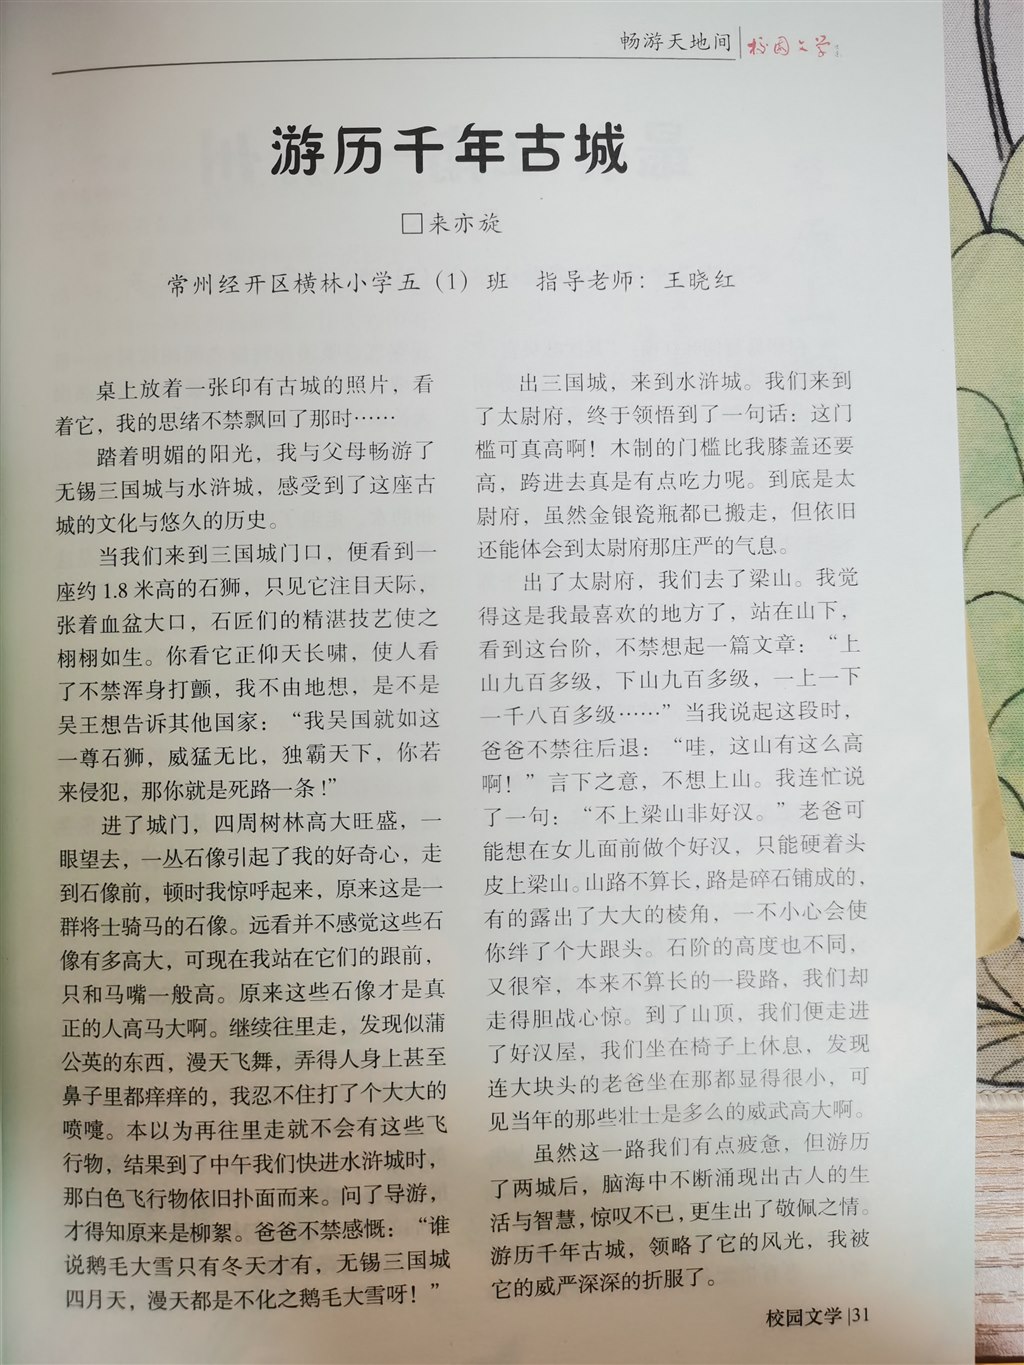 畅游天地间
校园文学
游历千年古城
□来亦旋
常州经开区横林小学五（1）班　指导老师：王晓红
桌上放着一张印有古城的照片，看
着它，我的思绪不禁飘回了那时……
踏着明媚的阳光，我与父母畅游了
无锡三国城与水浒城，感受到了这座古
城的文化与悠久的历史。
当我们来到三国城门口，便看到一
座约1.8米高的石狮，只见它注目天际，
张着血盆大口，石匠们的精湛技艺使之
栩栩如生。你看它正仰天长啸，使人看
了不禁浑身打颤，我不由地想，是不是
吴王想告诉其他国家：“我吴国就如这
一尊石狮，威猛无比，独霸天下，你若
来侵犯，那你就是死路一条！”
进了城门，四周树林高大旺盛，一
眼望去，一丛石像引起了我的好奇心，走
到石像前，顿时我惊呼起来，原来这是一
群将士骑马的石像。远看并不感觉这些石
像有多高大，可现在我站在它们的跟前，
只和马嘴一般高。原来这些石像才是真
正的人高马大啊。继续往里走，发现似蒲
公英的东西，漫天飞舞，弄得人身上甚至
鼻子里都痒痒的，我忍不住打了个大大的
喷嚏。本以为再往里走就不会有这些飞
行物，结果到了中午我们快进水浒城时，
那白色飞行物依旧扑面而来。问了导游，
才得知原来是柳絮。爸爸不禁感慨：“谁
说鹅毛大雪只有冬天才有，无锡三国城
四月天，漫天都是不化之鹅毛大雪呀！”
出三国城，来到水浒城。我们来到
了太尉府，终于领悟到了一句话：这门
槛可真高啊！木制的门槛比我膝盖还要
高，跨进去真是有点吃力呢。到底是太
尉府，虽然金银瓷瓶都已搬走，但依旧
还能体会到太尉府那庄严的气息。
出了太尉府，我们去了梁山。我觉
得这是我最喜欢的地方了，站在山下，
看到这台阶，不禁想起一篇文章：“上
山九百多级，下山九百多级，一上一下
一千八百多级……”当我说起这段时，
爸爸不禁往后退：“哇，这山有这么高
啊！”言下之意，不想上山。我连忙说
了一句：“不上梁山非好汉。”老爸可
能想在女儿面前做个好汉，只能硬着头
皮上梁山。山路不算长，路是碎石铺成的，
有的露出了大大的棱角，一不小心会使
你绊了个大跟头。石阶的高度也不同，
又很窄，本来不算长的一段路，我们却
走得胆战心惊。到了山顶，我们便走进
了好汉屋，我们坐在椅子上休息，发现
连大块头的老爸坐在那都显得很小，可
见当年的那些壮士是多么的威武高大啊。
虽然这一路我们有点疲惫，但游历
了两城后，脑海中不断涌现出古人的生
活与智慧，惊叹不已，更生出了敬佩之情。
游历千年古城，领略了它的风光，我被
它的威严深深的折服了。
校园文学|31